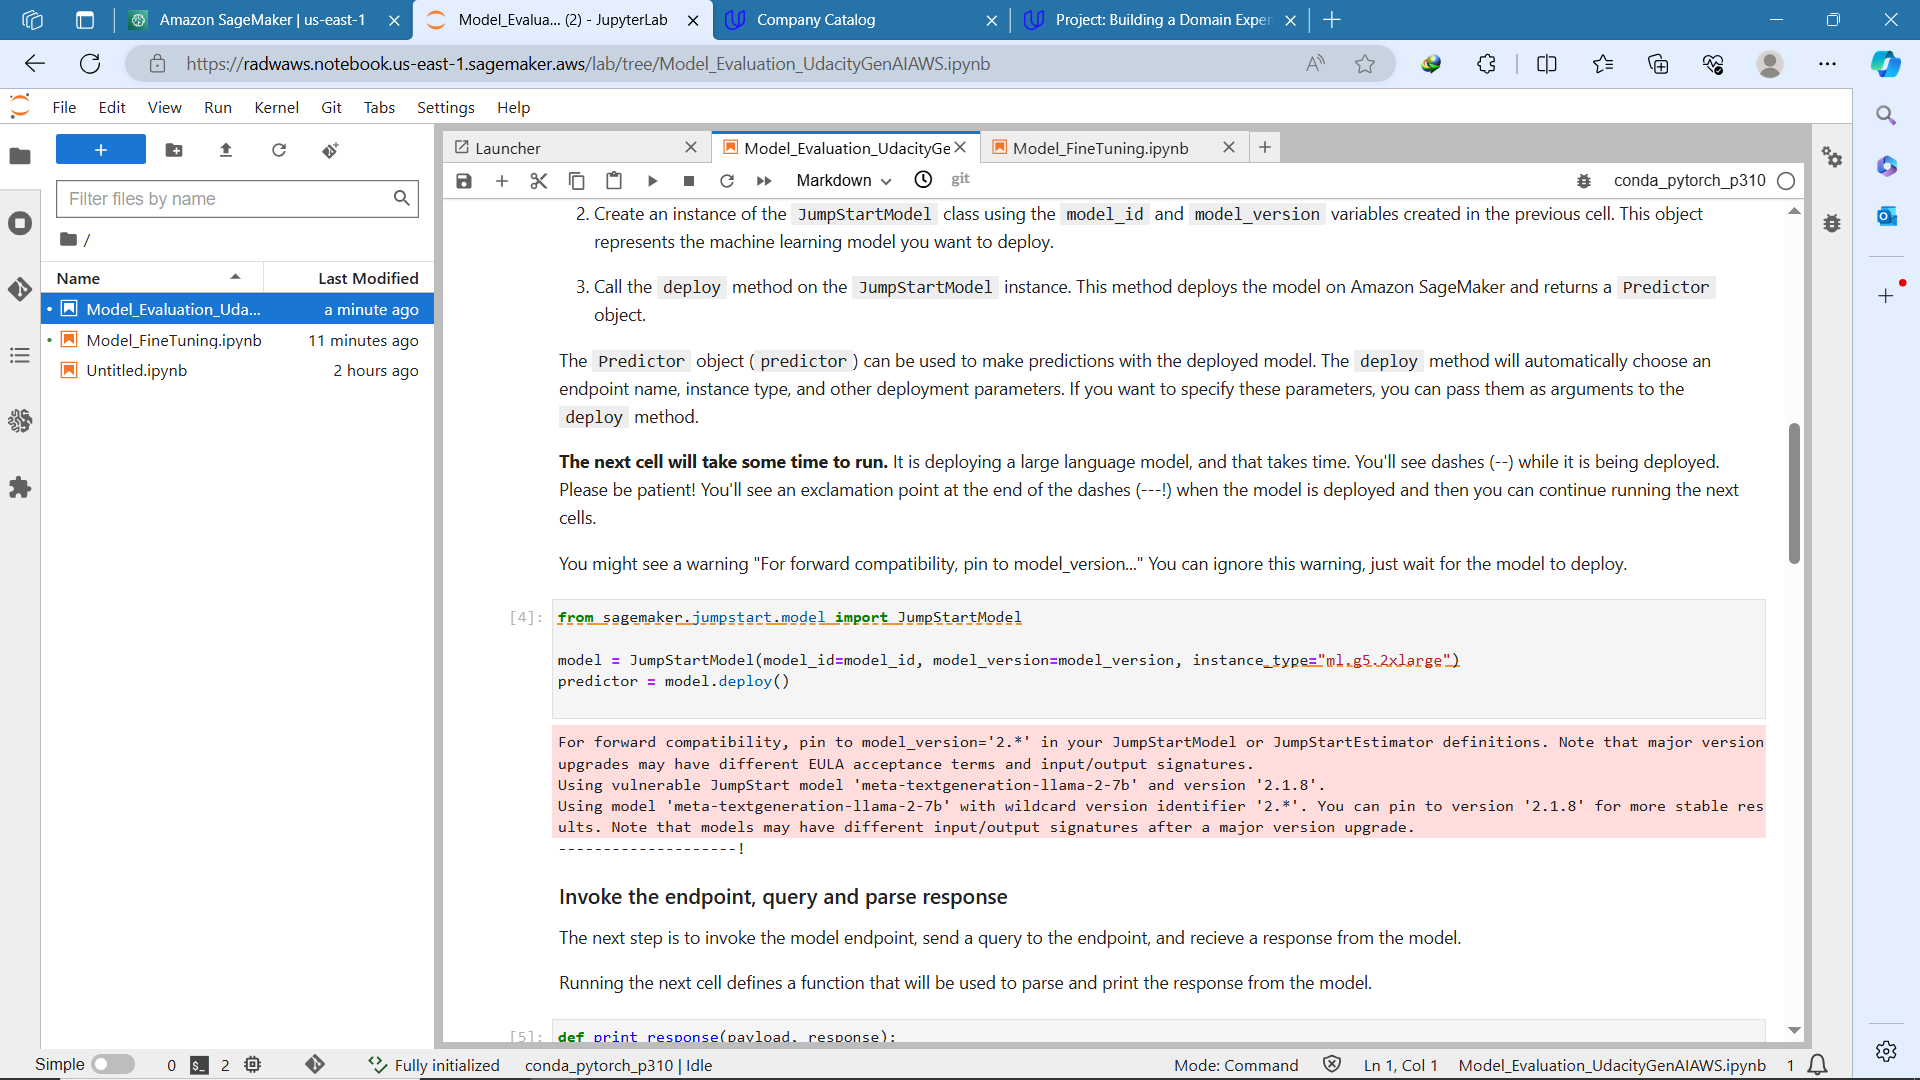 Amazon SageMaker | us-east-1
Model_Evalua... (2) - JupyterLab
Company Catalog
Project: Building a Domain Exper
https://radwaws.notebook.us-east-1.sagemaker.aws/lab/tree/Model_Evaluation_UdacityGenAIAWS.ipynb
File Edit View Run Kernel Git Tabs Settings Help
Filter files by name
/
Name Last Modified
Model_Evaluation_Uda... a minute ago
Model_FineTuning.ipynb 11 minutes ago
Untitled.ipynb 2 hours ago
Launcher
Model_Evaluation_UdacityGe
Model_FineTuning.ipynb
Markdown
git
conda_pytorch_p310
2. Create an instance of the JumpStartModel class using the model_id and model_version variables created in the previous cell. This object
represents the machine learning model you want to deploy.
3. Call the deploy method on the JumpStartModel instance. This method deploys the model on Amazon SageMaker and returns a Predictor
object.
The Predictor object ( predictor ) can be used to make predictions with the deployed model. The deploy method will automatically choose an
endpoint name, instance type, and other deployment parameters. If you want to specify these parameters, you can pass them as arguments to the
deploy method.
The next cell will take some time to run. It is deploying a large language model, and that takes time. You'll see dashes (--) while it is being deployed.
Please be patient! You'll see an exclamation point at the end of the dashes (---!) when the model is deployed and then you can continue running the next
cells.
You might see a warning "For forward compatibility, pin to model_version..." You can ignore this warning, just wait for the model to deploy.
[4]: from sagemaker.jumpstart.model import JumpStartModel
model = JumpStartModel(model_id=model_id, model_version=model_version, instance_type="ml.g5.2xlarge")
predictor = model.deploy()
For forward compatibility, pin to model_version='2.*' in your JumpStartModel or JumpStartEstimator definitions. Note that major version
upgrades may have different EULA acceptance terms and input/output signatures.
Using vulnerable JumpStart model 'meta-textgeneration-llama-2-7b' and version '2.1.8'.
Using model 'meta-textgeneration-llama-2-7b' with wildcard version identifier '2.*'. You can pin to version '2.1.8' for more stable res
ults. Note that models may have different input/output signatures after a major version upgrade.
--------------------!
Invoke the endpoint, query and parse response
The next step is to invoke the model endpoint, send a query to the endpoint, and recieve a response from the model.
Running the next cell defines a function that will be used to parse and print the response from the model.
[5]: def print_response(payload, response):
Simple 0 2 Fully initialized conda_pytorch_p310 | Idle Mode: Command Ln 1, Col 1 Model_Evaluation_UdacityGenAIAWS.ipynb 1